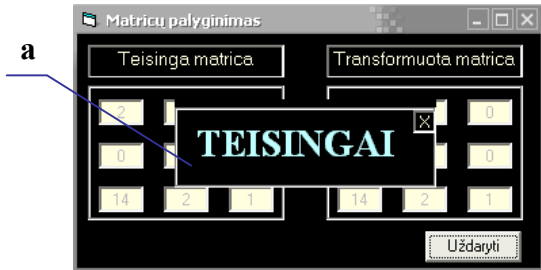 Matricų palyginimas
a
Teisinga matrica Transformuota matrica
2 0
X
TEISINGAI
0 0
14 2 1 14 2 1
Uždaryti